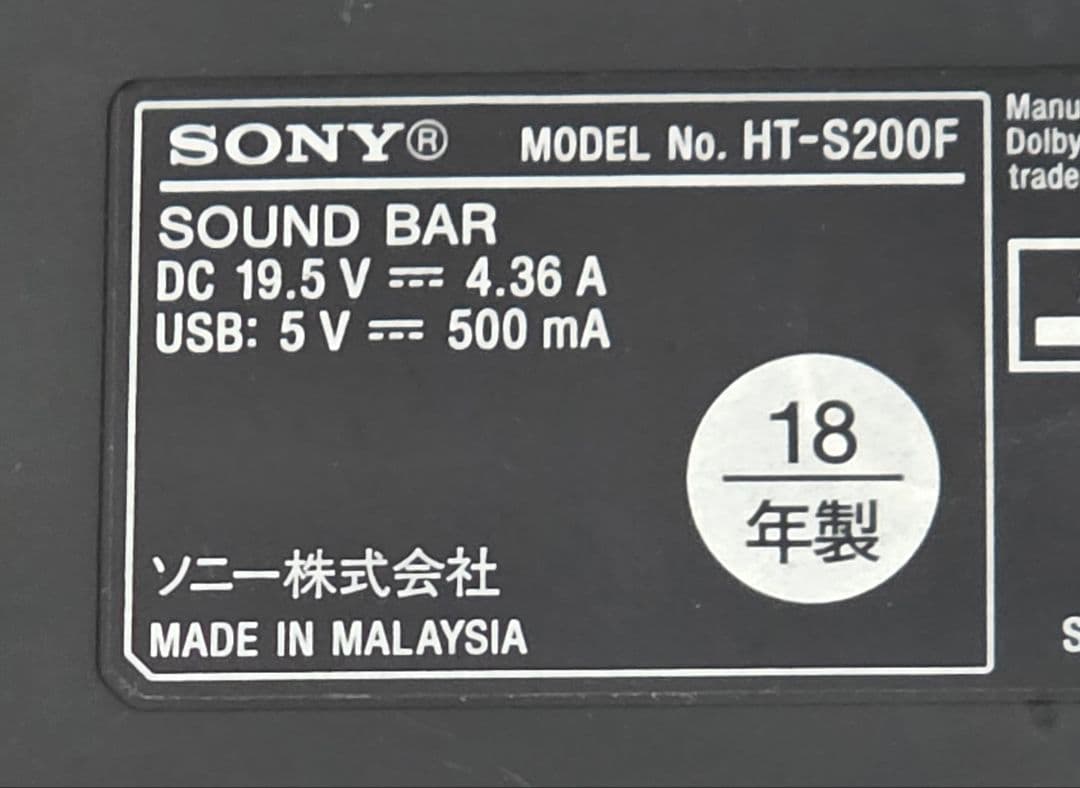 SONY®
MODEL No. HT-S200F
SOUND BAR
DC 19.5 V ⎓ 4.36 A
USB: 5 V ⎓ 500 mA
18
年製
ソニー株式会社
MADE IN MALAYSIA
Manu
Dolby
trade
S